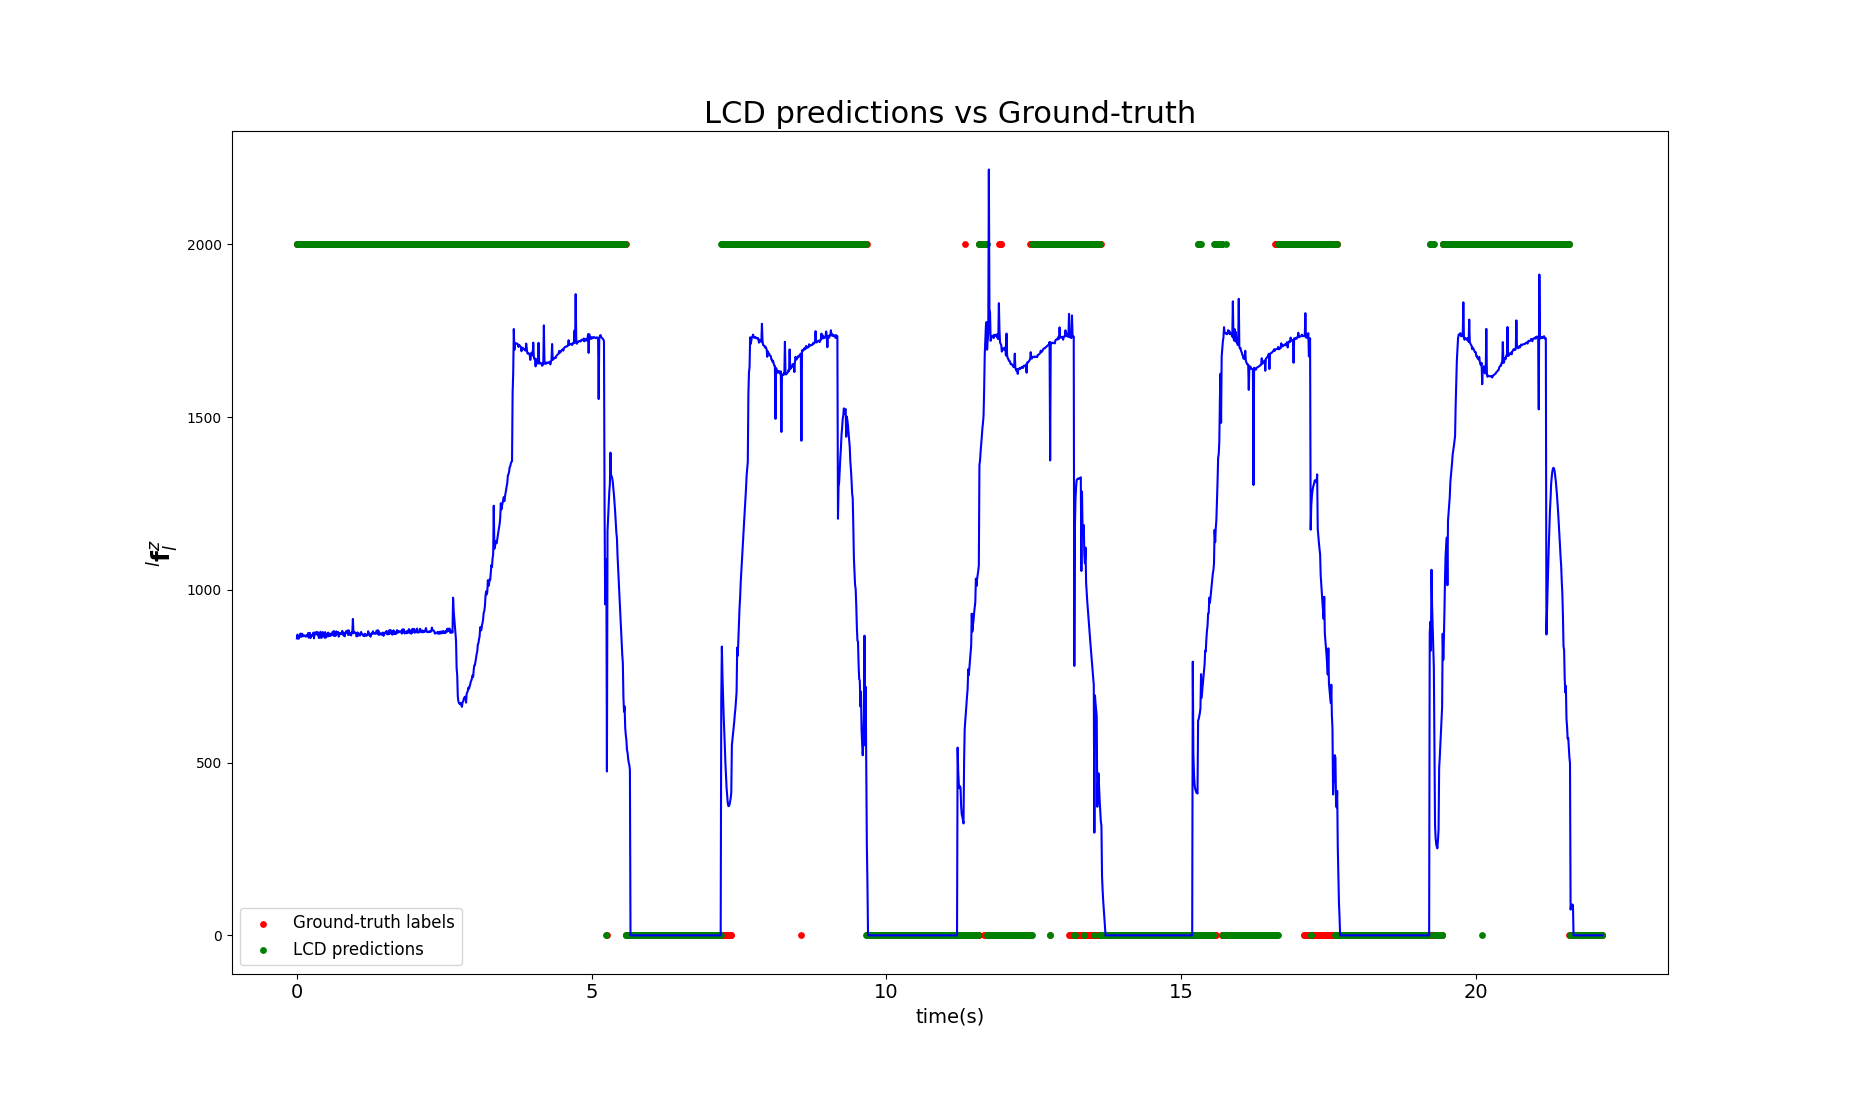 LCD predictions vs Ground-truth
2000
1500
1000
500
0
ˡfₗᶻ
Ground-truth labels
LCD predictions
0 5 10 15 20
time(s)